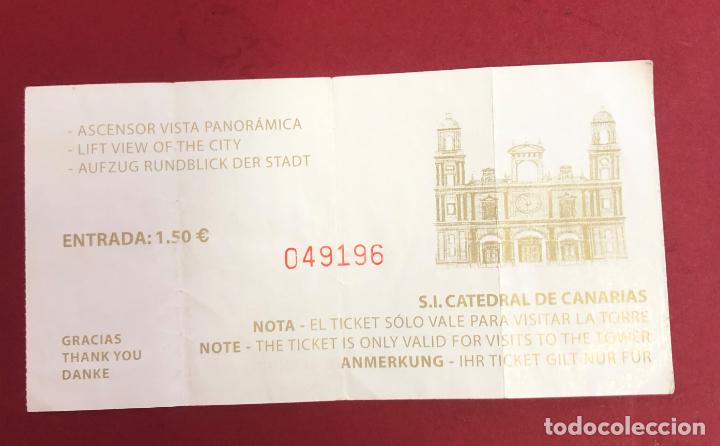 - ASCENSOR VISTA PANORÁMICA
- LIFT VIEW OF THE CITY
- AUFZUG RUNDBLICK DER STADT
ENTRADA: 1.50 €
049196
S.I. CATEDRAL DE CANARIAS
NOTA - EL TICKET SÓLO VALE PARA VISITAR LA TORRE
NOTE - THE TICKET IS ONLY VALID FOR VISITS TO THE TOWER
ANMERKUNG - IHR TICKET GILT NUR FÜR
GRACIAS
THANK YOU
DANKE
todocoleccion